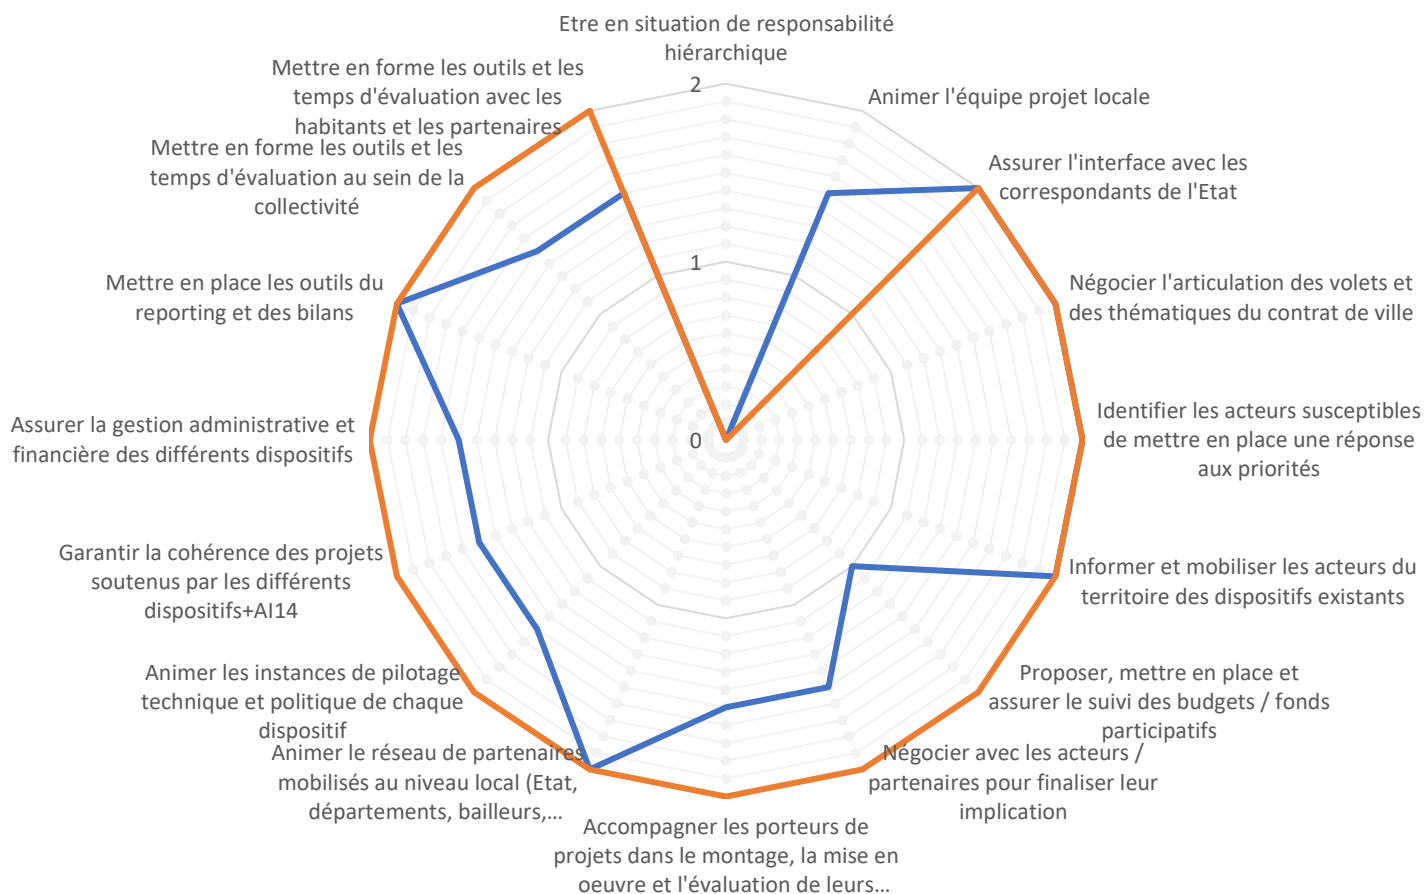 Etre en situation de responsabilité
hiérarchique
Animer l'équipe projet locale
Assurer l'interface avec les
correspondants de l'Etat
Négocier l'articulation des volets et
des thématiques du contrat de ville
Identifier les acteurs susceptibles
de mettre en place une réponse
aux priorités
Informer et mobiliser les acteurs du
territoire des dispositifs existants
Proposer, mettre en place et
assurer le suivi des budgets / fonds
participatifs
Négocier avec les acteurs /
partenaires pour finaliser leur
implication
Accompagner les porteurs de
projets dans le montage, la mise en
oeuvre et l'évaluation de leurs…
Animer le réseau de partenaires
mobilisés au niveau local (Etat,
départements, bailleurs,…
Animer les instances de pilotage
technique et politique de chaque
dispositif
Garantir la cohérence des projets
soutenus par les différents
dispositifs+AI14
Assurer la gestion administrative et
financière des différents dispositifs
Mettre en place les outils du
reporting et des bilans
Mettre en forme les outils et les
temps d'évaluation au sein de la
collectivité
Mettre en forme les outils et les
temps d'évaluation avec les
habitants et les partenaires
2
1
0